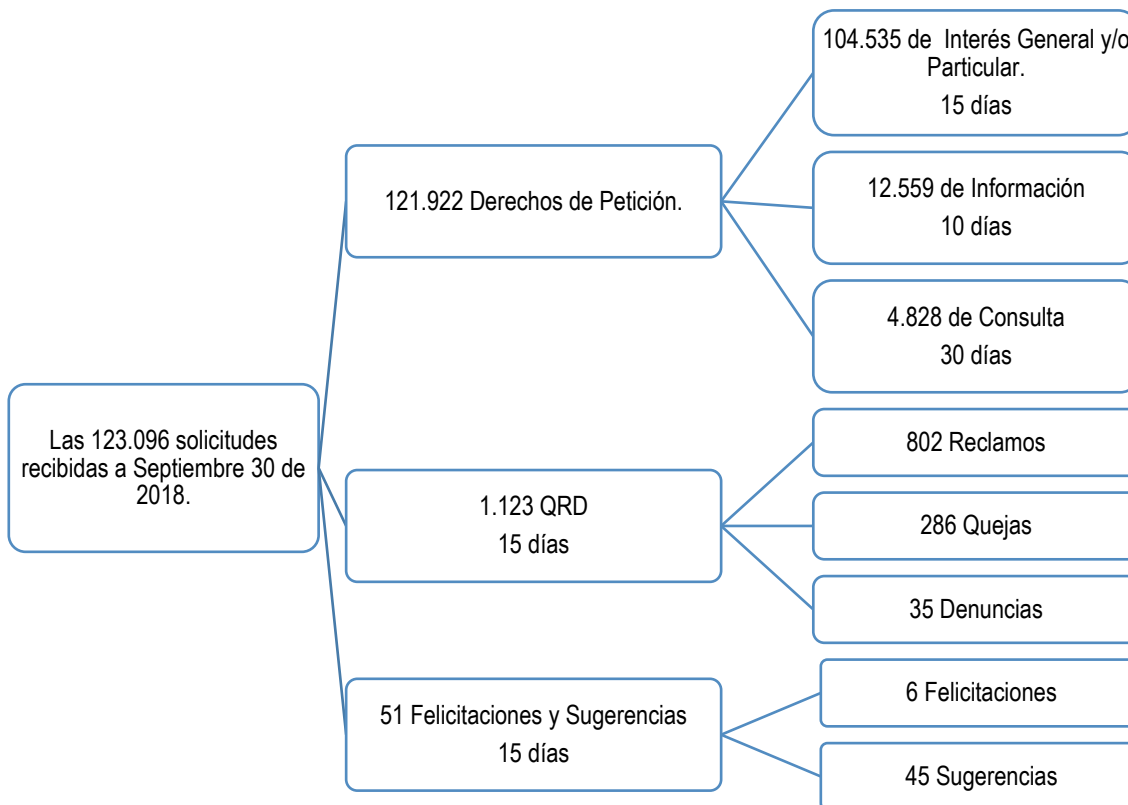 Las 123.096 solicitudes
recibidas a Septiembre 30 de
2018.
121.922 Derechos de Petición.
104.535 de Interés General y/o
Particular.
15 días
12.559 de Información
10 días
4.828 de Consulta
30 días
1.123 QRD
15 días
802 Reclamos
286 Quejas
35 Denuncias
51 Felicitaciones y Sugerencias
15 días
6 Felicitaciones
45 Sugerencias